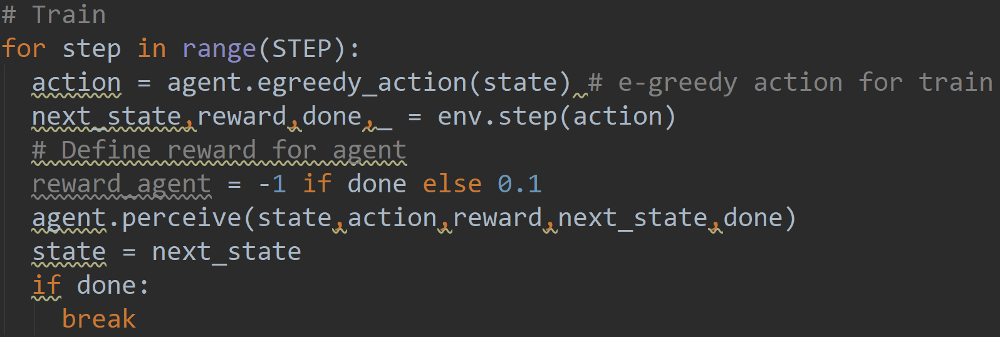 # Train
for step in range(STEP):
  action = agent.egreedy_action(state) # e-greedy action for train
  next_state,reward,done,_ = env.step(action)
  # Define reward for agent
  reward_agent = -1 if done else 0.1
  agent.perceive(state,action,reward,next_state,done)
  state = next_state
  if done:
    break